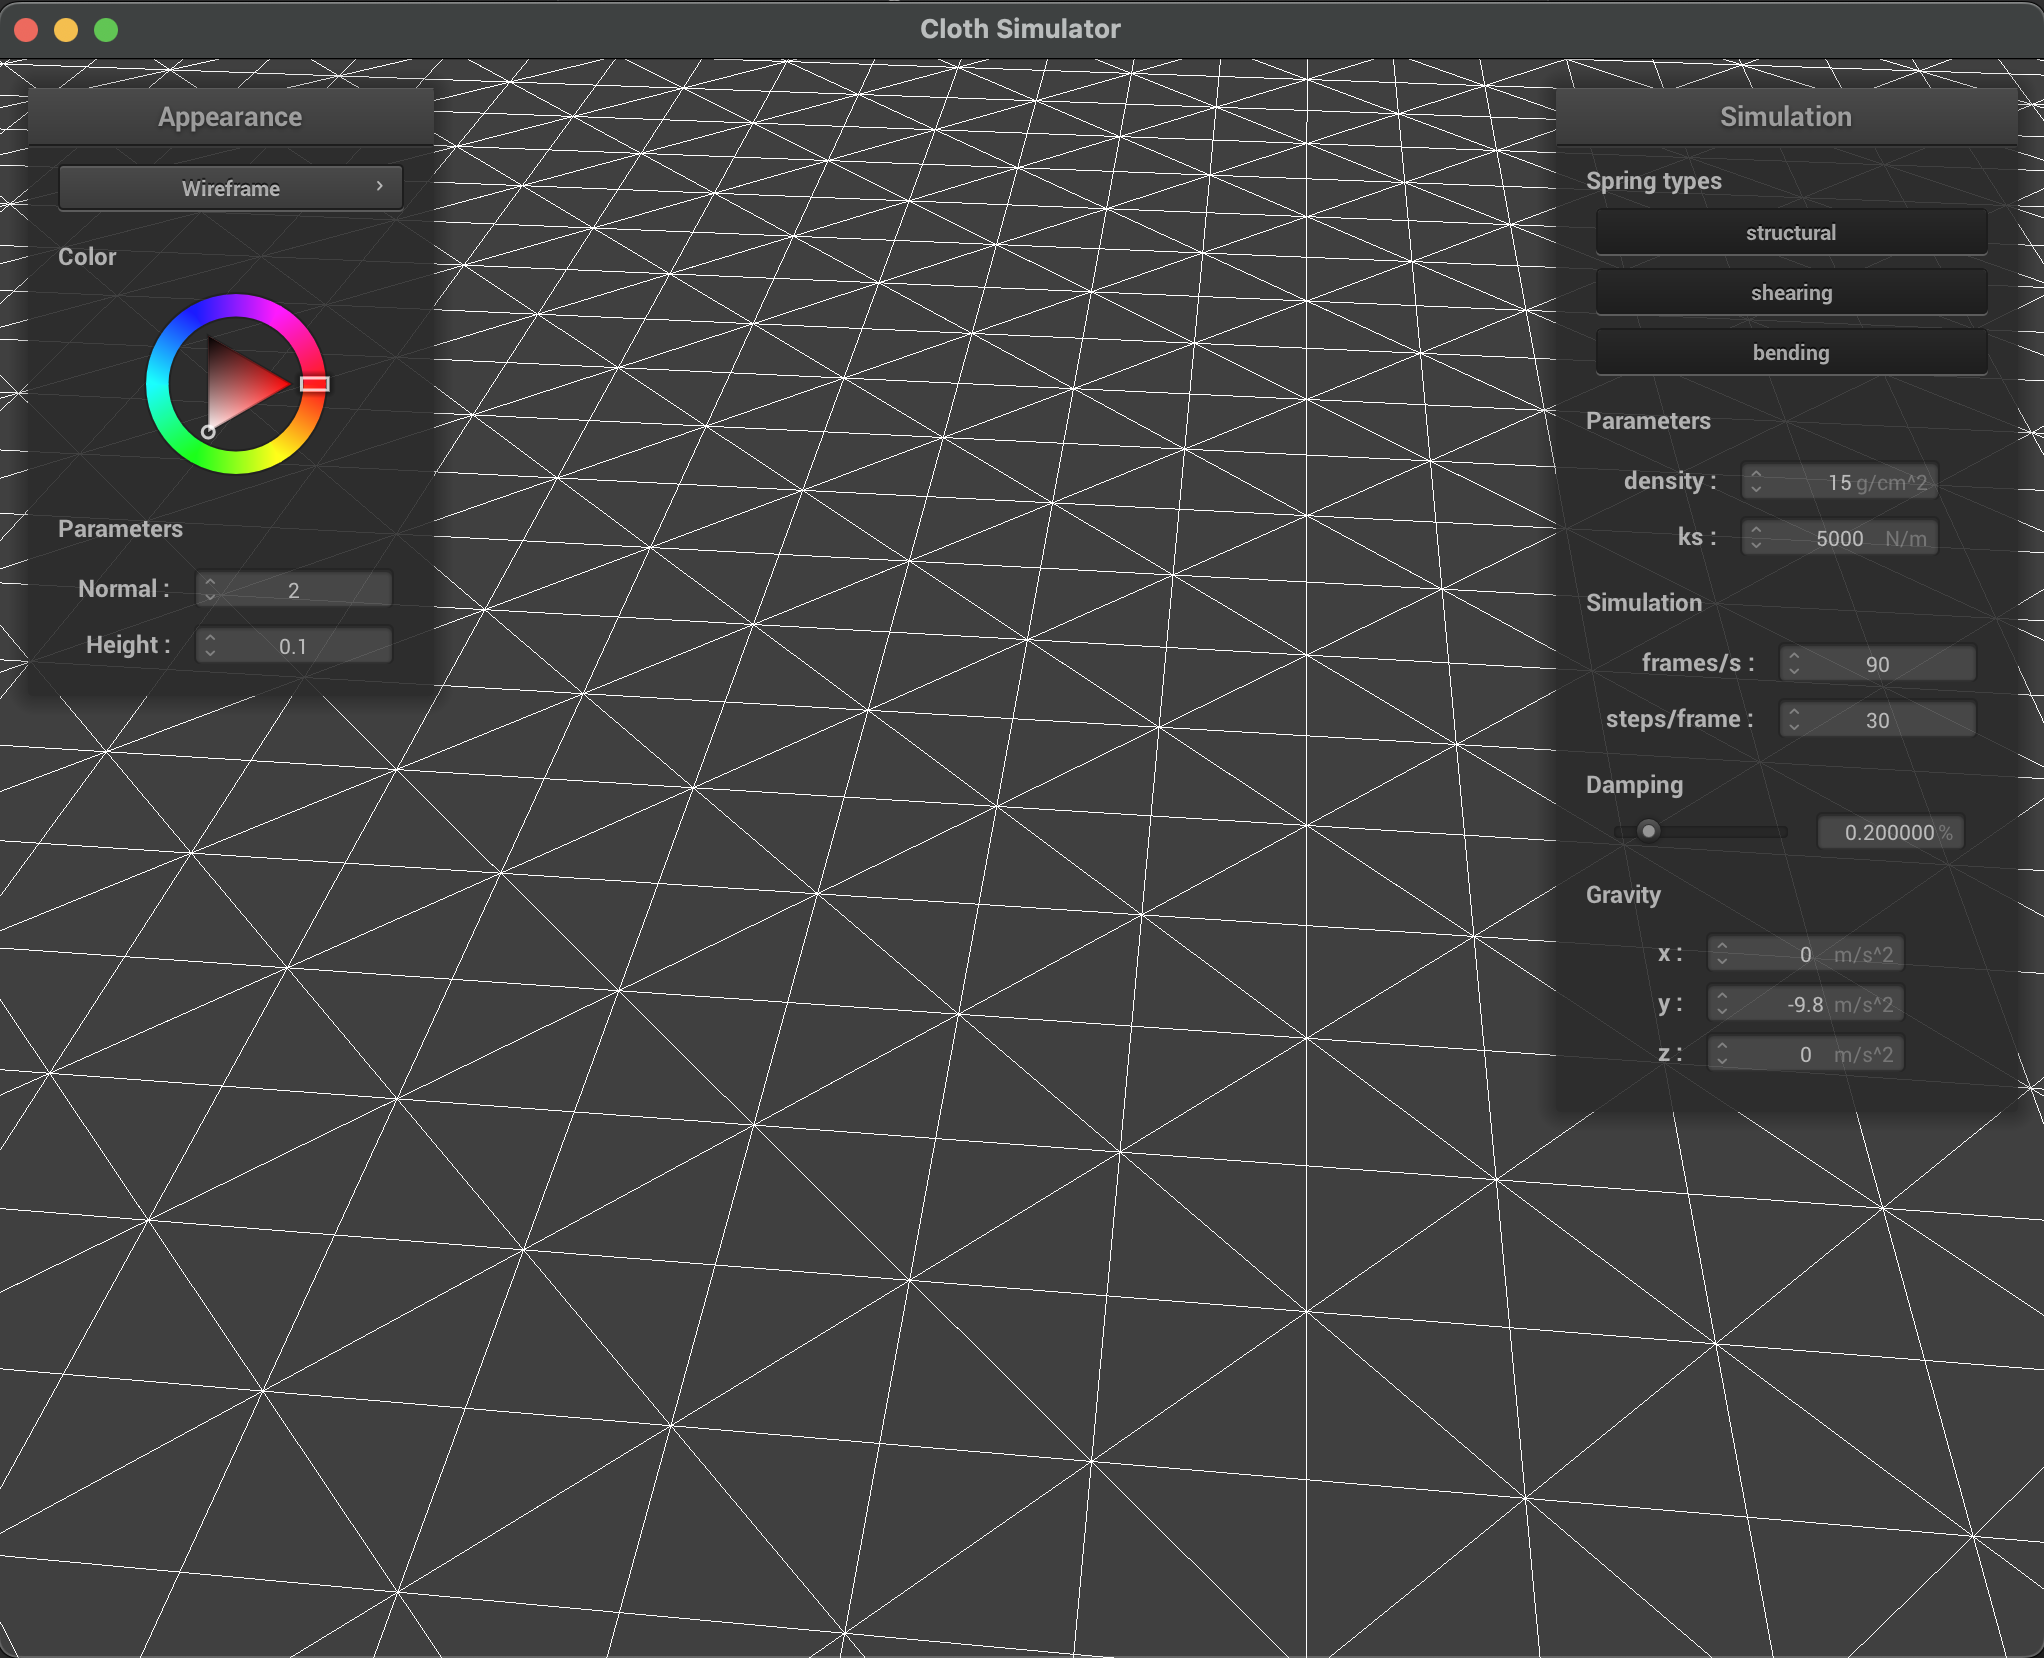 Cloth Simulator
Appearance
Wireframe
Color
Parameters
Normal : 2
Height : 0.1
Simulation
Spring types
structural
shearing
bending
Parameters
density : 15 g/cm^2
ks : 5000 N/m
Simulation
frames/s : 90
steps/frame : 30
Damping
0.200000 %
Gravity
x : 0 m/s^2
y : -9.8 m/s^2
z : 0 m/s^2